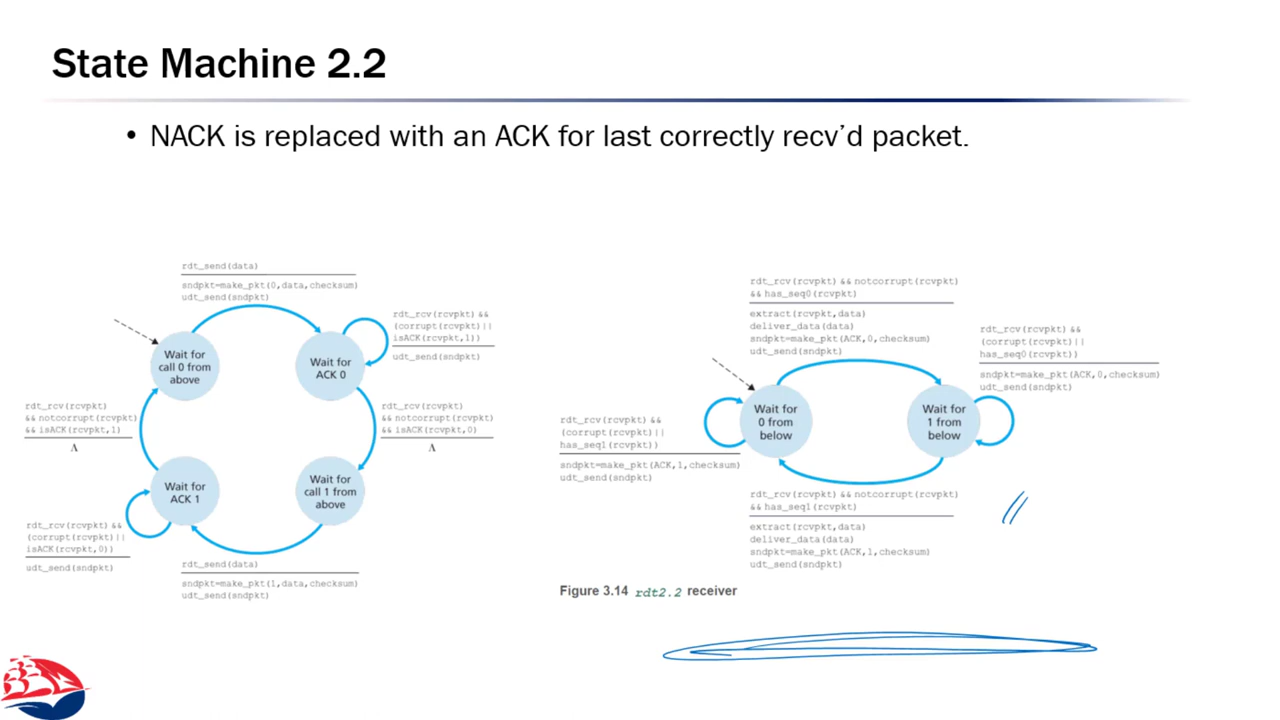 State Machine 2.2
• NACK is replaced with an ACK for last correctly recv’d packet.
rdt_send(data)
sndpkt=make_pkt(0,data,checksum)
udt_send(sndpkt)
rdt_rcv(rcvpkt) &&
(corrupt(rcvpkt)||
isACK(rcvpkt,1))
udt_send(sndpkt)
Wait for
call 0 from
above
Wait for
ACK 0
rdt_rcv(rcvpkt)
&& notcorrupt(rcvpkt)
&& isACK(rcvpkt,1)
Λ
rdt_rcv(rcvpkt)
&& notcorrupt(rcvpkt)
&& isACK(rcvpkt,0)
Λ
Wait for
ACK 1
Wait for
call 1 from
above
rdt_rcv(rcvpkt) &&
(corrupt(rcvpkt)||
isACK(rcvpkt,0))
udt_send(sndpkt)
rdt_send(data)
sndpkt=make_pkt(1,data,checksum)
udt_send(sndpkt)
rdt_rcv(rcvpkt) && notcorrupt(rcvpkt)
&& has_seq0(rcvpkt)
extract(rcvpkt,data)
deliver_data(data)
sndpkt=make_pkt(ACK,0,checksum)
udt_send(sndpkt)
rdt_rcv(rcvpkt) &&
(corrupt(rcvpkt)||
has_seq0(rcvpkt))
sndpkt=make_pkt(ACK,0,checksum)
udt_send(sndpkt)
Wait for
0 from
below
Wait for
1 from
below
rdt_rcv(rcvpkt) &&
(corrupt(rcvpkt)||
has_seq1(rcvpkt))
sndpkt=make_pkt(ACK,1,checksum)
udt_send(sndpkt)
rdt_rcv(rcvpkt) && notcorrupt(rcvpkt)
&& has_seq1(rcvpkt)
extract(rcvpkt,data)
deliver_data(data)
sndpkt=make_pkt(ACK,1,checksum)
udt_send(sndpkt)
Figure 3.14 rdt2.2 receiver